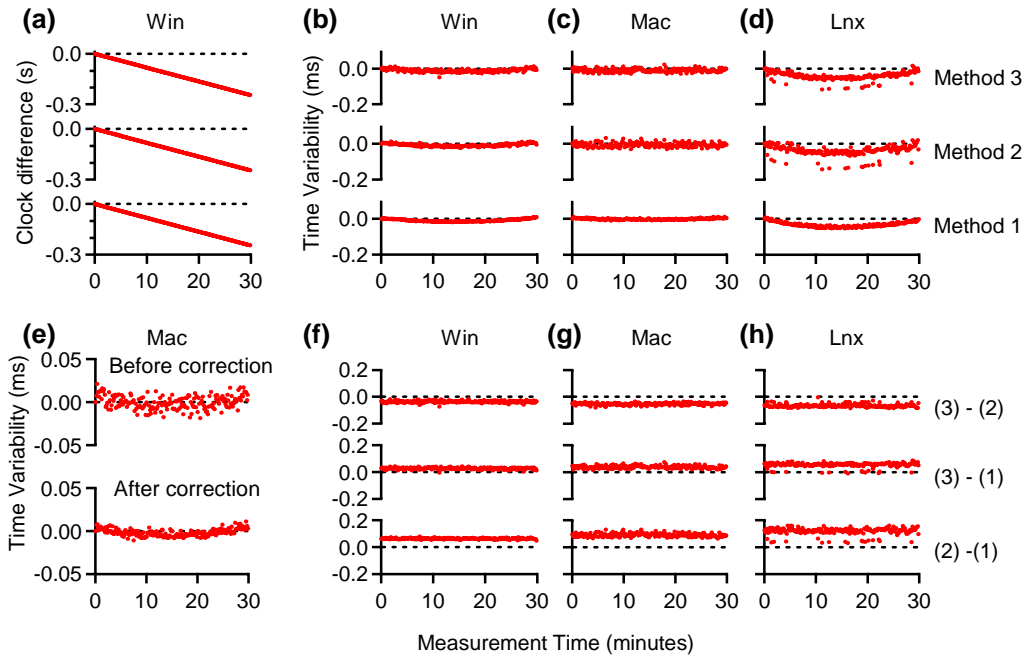 (a) Win (b) Win (c) Mac (d) Lnx
Clock difference (s)
0.0
-0.3
0.0
-0.3
0.0
-0.3
0 10 20 30
Time Variability (ms)
0.0
-0.2
0.0
-0.2
0.0
-0.2
0 10 20 30
0 10 20 30
0 10 20 30
Method 3
Method 2
Method 1
(e) Mac (f) Win (g) Mac (h) Lnx
Time Variability (ms)
0.05
Before correction
0.00
-0.05
0.05
After correction
0.00
-0.05
0 10 20 30
0.2
0.0
-0.2
0.2
0.0
-0.2
0.2
0.0
-0.2
0 10 20 30
0 10 20 30
0 10 20 30
(3) - (2)
(3) - (1)
(2) -(1)
Measurement Time (minutes)